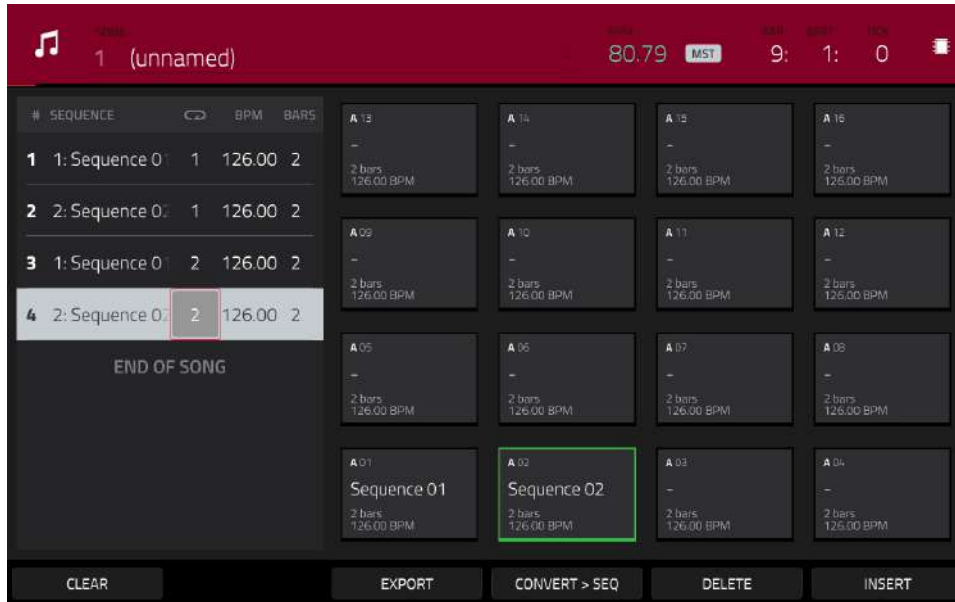 1 (unnamed)
80.79 MST 9: 1: 0
# SEQUENCE BPM BARS
1 1: Sequence 01 1 126.00 2
2 2: Sequence 02 1 126.00 2
3 1: Sequence 01 2 126.00 2
4 2: Sequence 02 2 126.00 2
END OF SONG
A 13
-
2 bars
126.00 BPM
A 14
-
2 bars
126.00 BPM
A 15
-
2 bars
126.00 BPM
A 16
-
2 bars
126.00 BPM
A 09
-
2 bars
126.00 BPM
A 10
-
2 bars
126.00 BPM
A 11
-
2 bars
126.00 BPM
A 12
-
2 bars
126.00 BPM
A 05
-
2 bars
126.00 BPM
A 06
-
2 bars
126.00 BPM
A 07
-
2 bars
126.00 BPM
A 08
-
2 bars
126.00 BPM
A 01
Sequence 01
2 bars
126.00 BPM
A 02
Sequence 02
2 bars
126.00 BPM
A 03
-
2 bars
126.00 BPM
A 04
-
2 bars
126.00 BPM
CLEAR
EXPORT
CONVERT > SEQ
DELETE
INSERT